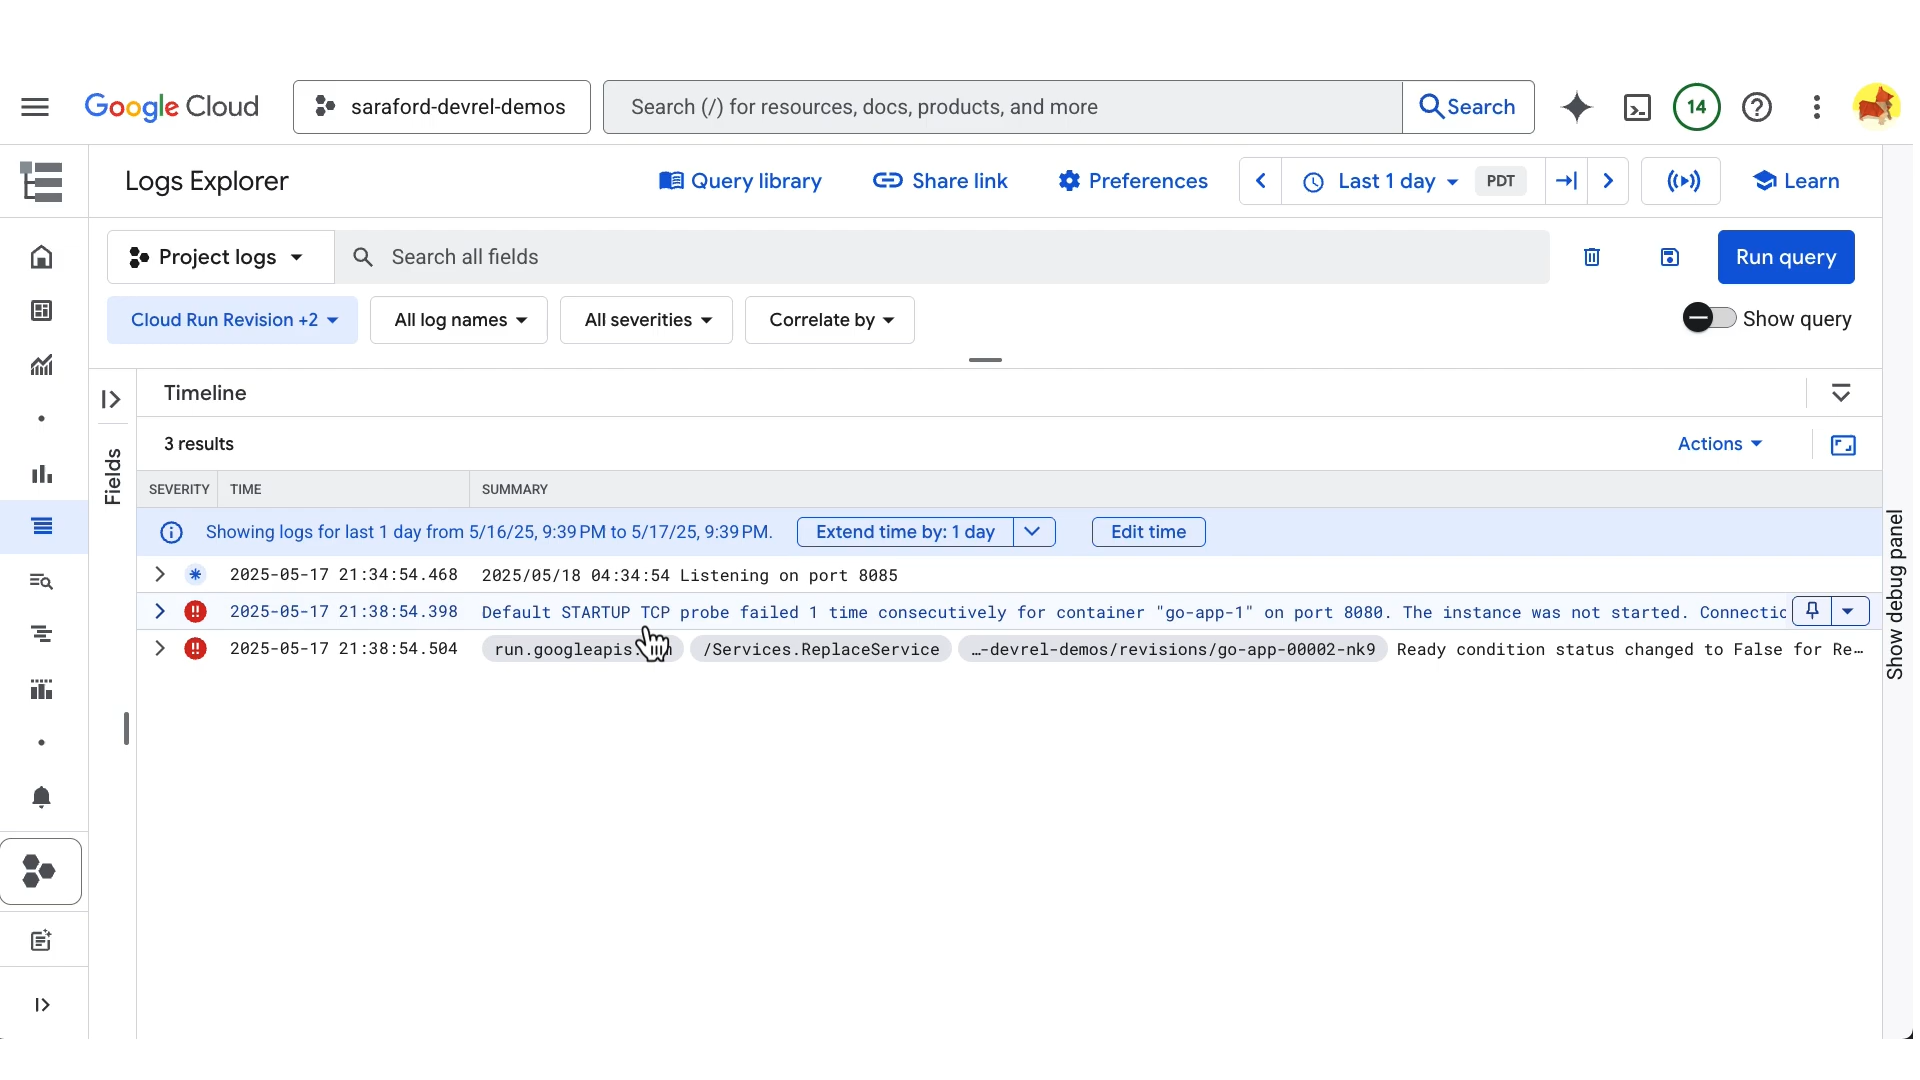 Google Cloud
saraford-devrel-demos
Search (/) for resources, docs, products, and more
Search
14
Logs Explorer
Query library
Share link
Preferences
Last 1 day
PDT
Learn
Project logs
Search all fields
Run query
Cloud Run Revision +2
All log names
All severities
Correlate by
Show query
Fields
Timeline
3 results
Actions
SEVERITY
TIME
SUMMARY
Showing logs for last 1 day from 5/16/25, 9:39 PM to 5/17/25, 9:39 PM.
Extend time by: 1 day
Edit time
2025-05-17 21:34:54.468 2025/05/18 04:34:54 Listening on port 8085
2025-05-17 21:38:54.398 Default STARTUP TCP probe failed 1 time consecutively for container "go-app-1" on port 8080. The instance was not started. Connectio
2025-05-17 21:38:54.504 run.googleapis. /Services.ReplaceService …-devrel-demos/revisions/go-app-00002-nk9 Ready condition status changed to False for Re…
Show debug panel